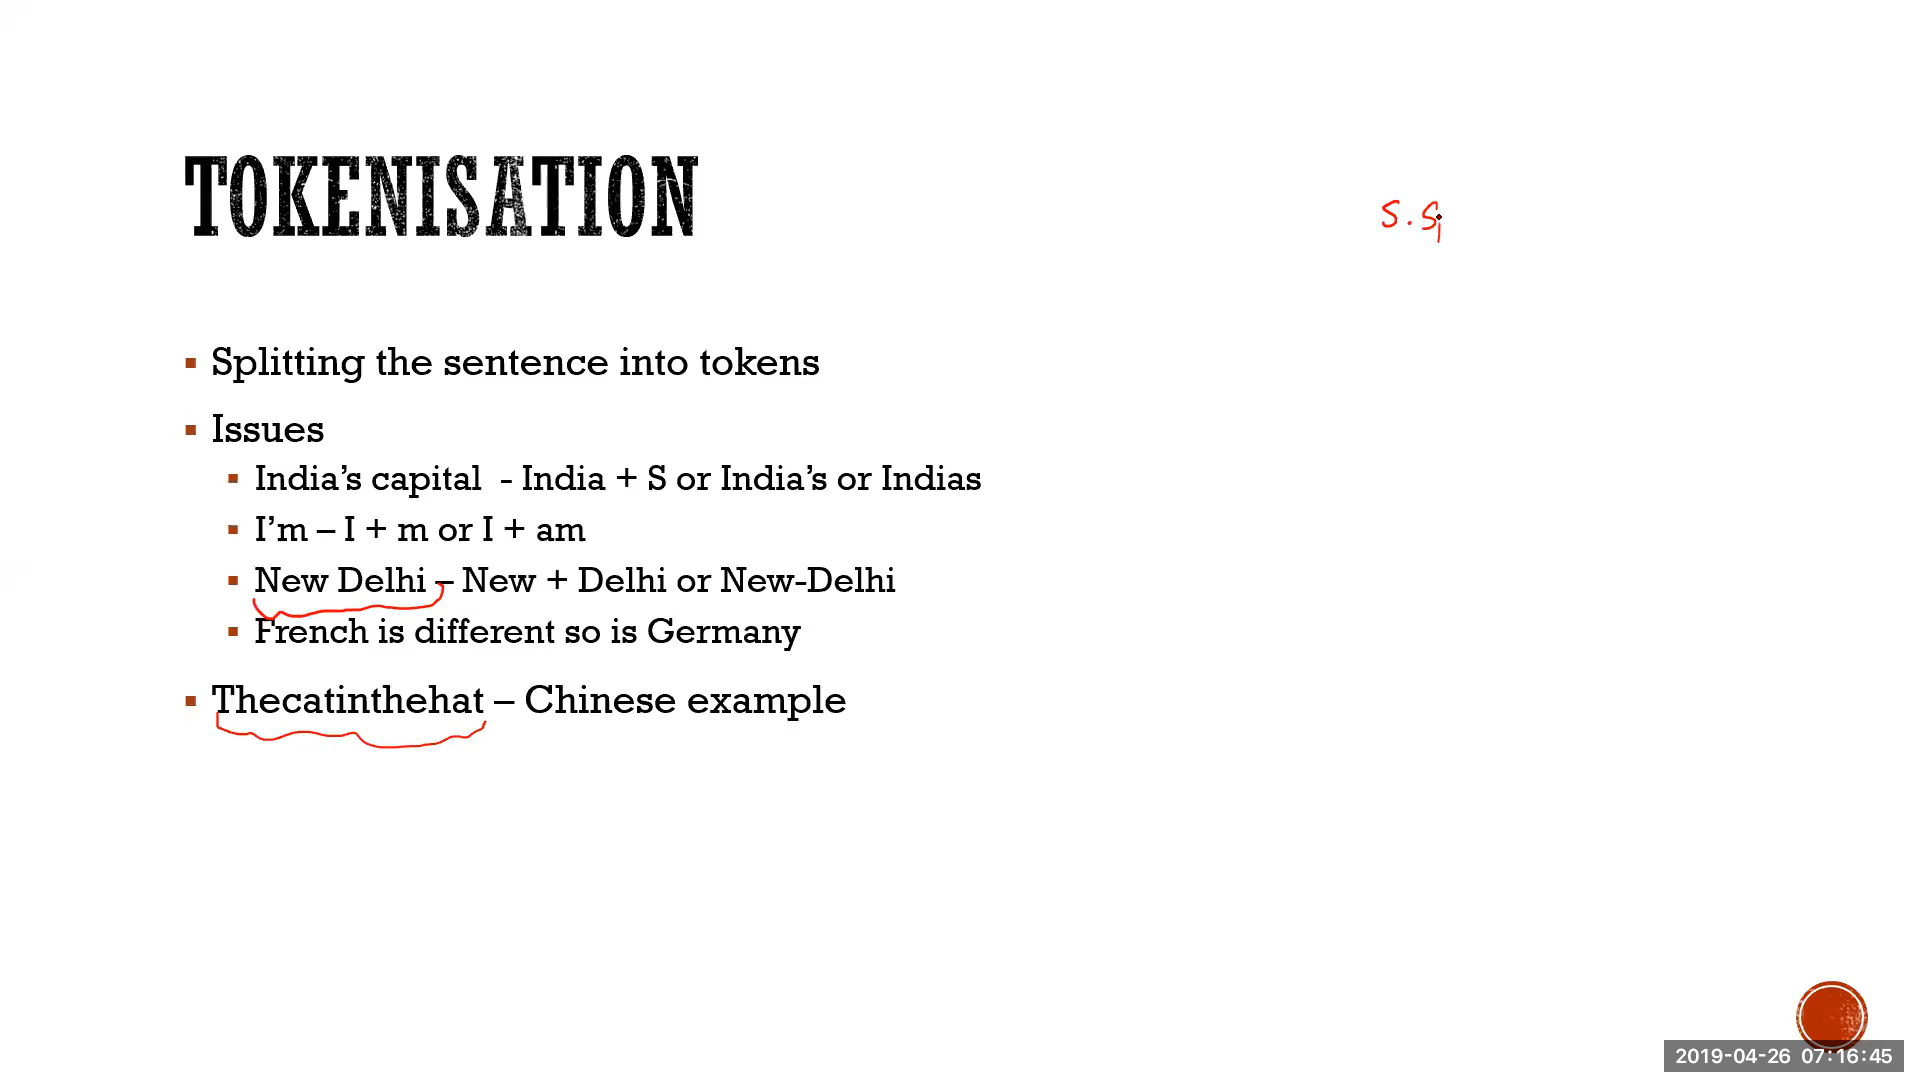 TOKENISATION
S.S
Splitting the sentence into tokens
Issues
India’s capital - India + S or India’s or Indias
I’m – I + m or I + am
New Delhi – New + Delhi or New-Delhi
French is different so is Germany
Thecatinthehat – Chinese example
2019-04-26 07:16:45